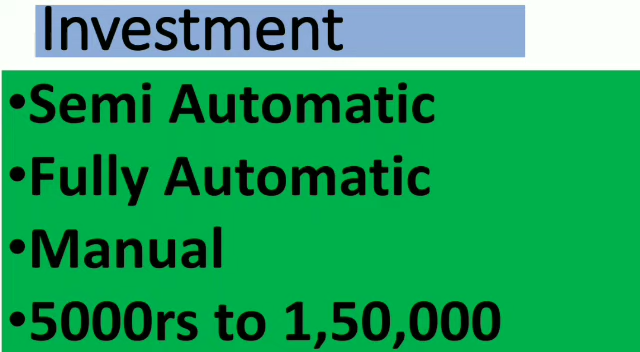 Investment
•Semi Automatic
•Fully Automatic
•Manual
•5000rs to 1,50,000